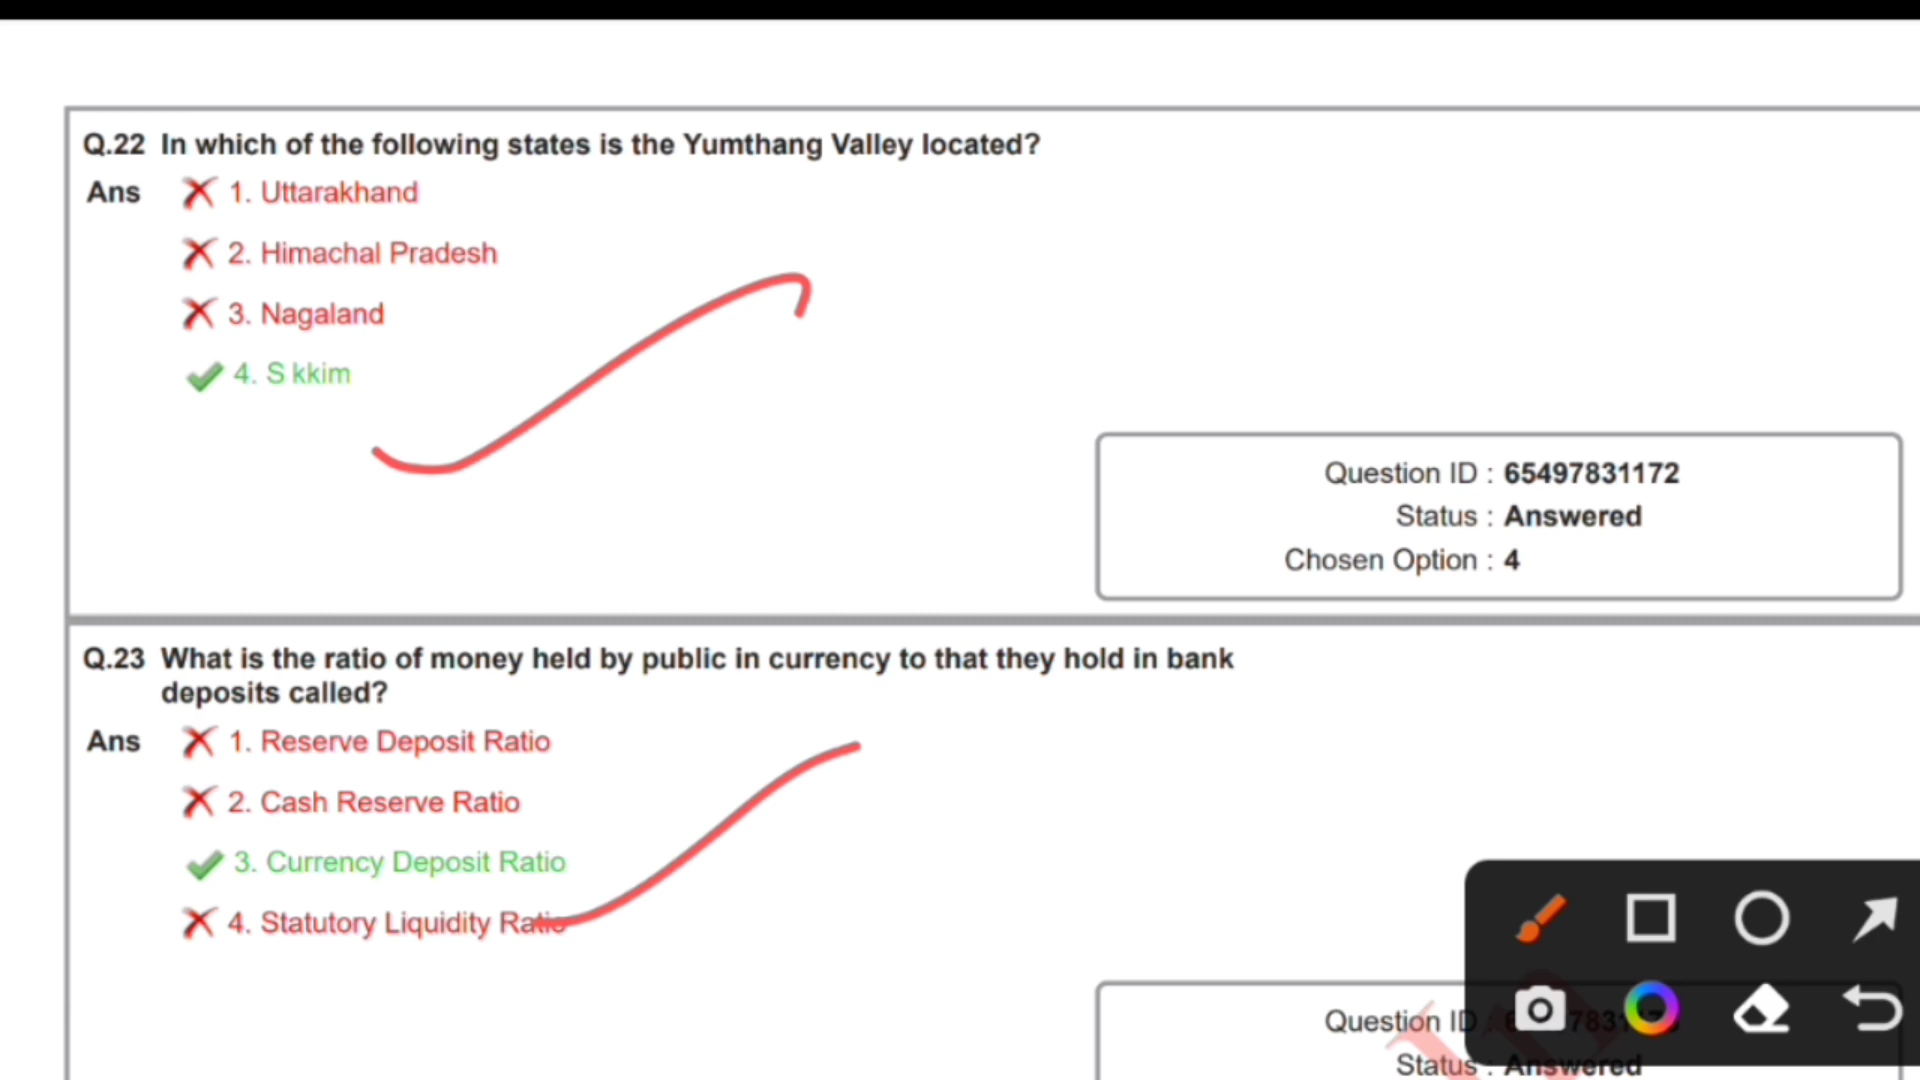 Q.22 In which of the following states is the Yumthang Valley located?
Ans 1. Uttarakhand
2. Himachal Pradesh
3. Nagaland
4. S kkim
Question ID : 65497831172
Status : Answered
Chosen Option : 4
Q.23 What is the ratio of money held by public in currency to that they hold in bank
deposits called?
Ans 1. Reserve Deposit Ratio
2. Cash Reserve Ratio
3. Currency Deposit Ratio
4. Statutory Liquidity Ratio
Question ID
Status : Answered